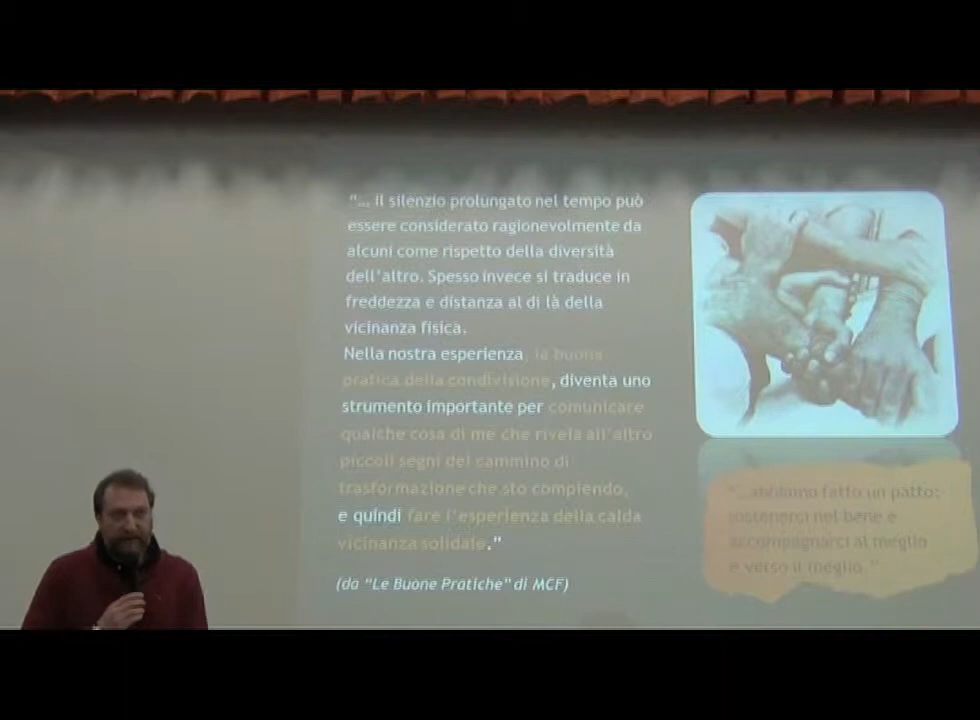 "... il silenzio prolungato nel tempo può
essere considerato ragionevolmente da
alcuni come rispetto della diversità
dell'altro. Spesso invece si traduce in
freddezza e distanza al di là della
vicinanza fisica.
Nella nostra esperienza, la buona
pratica della condivisione, diventa uno
strumento importante per comunicare
qualche cosa di me che rivela all'altro
piccoli segni del cammino di
trasformazione che sto compiendo,
e quindi fare l'esperienza della calda
vicinanza solidale."
(da "Le Buone Pratiche" di MCF)
"...abbiamo fatto un patto:
sostenerci nel bene e
accompagnarci al meglio
e verso il meglio."